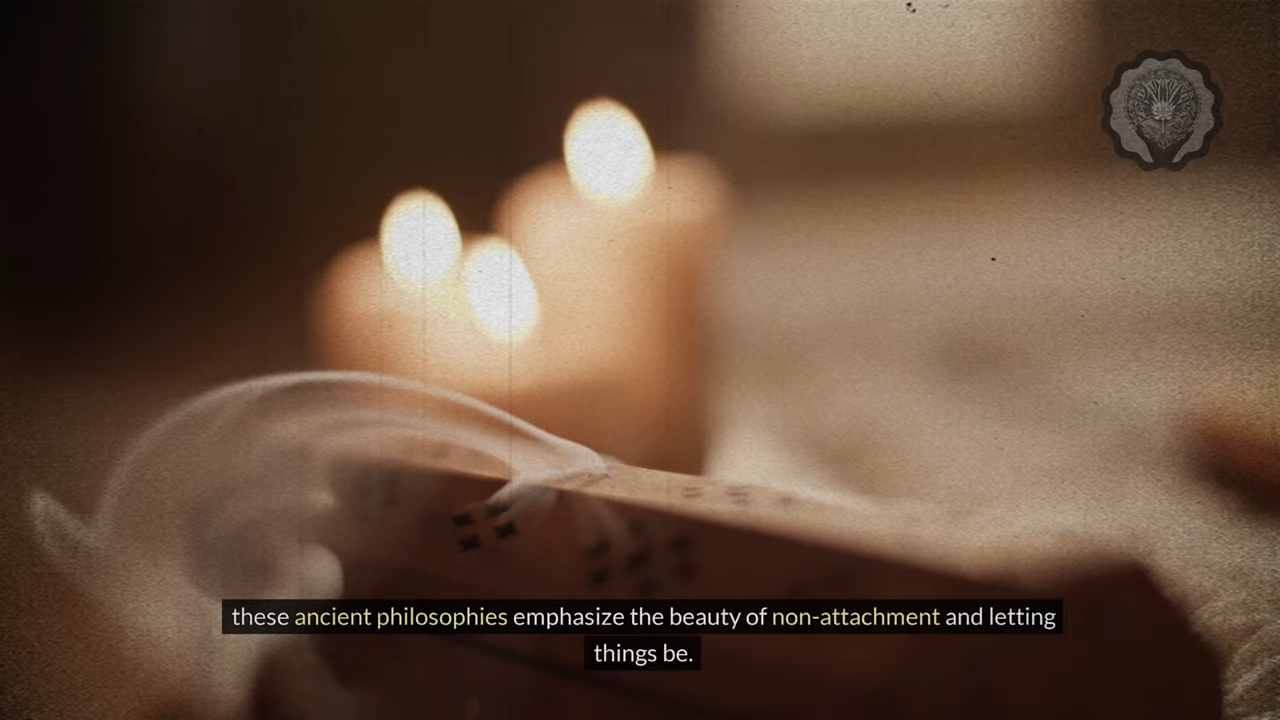 these ancient philosophies emphasize the beauty of non-attachment and letting
things be.